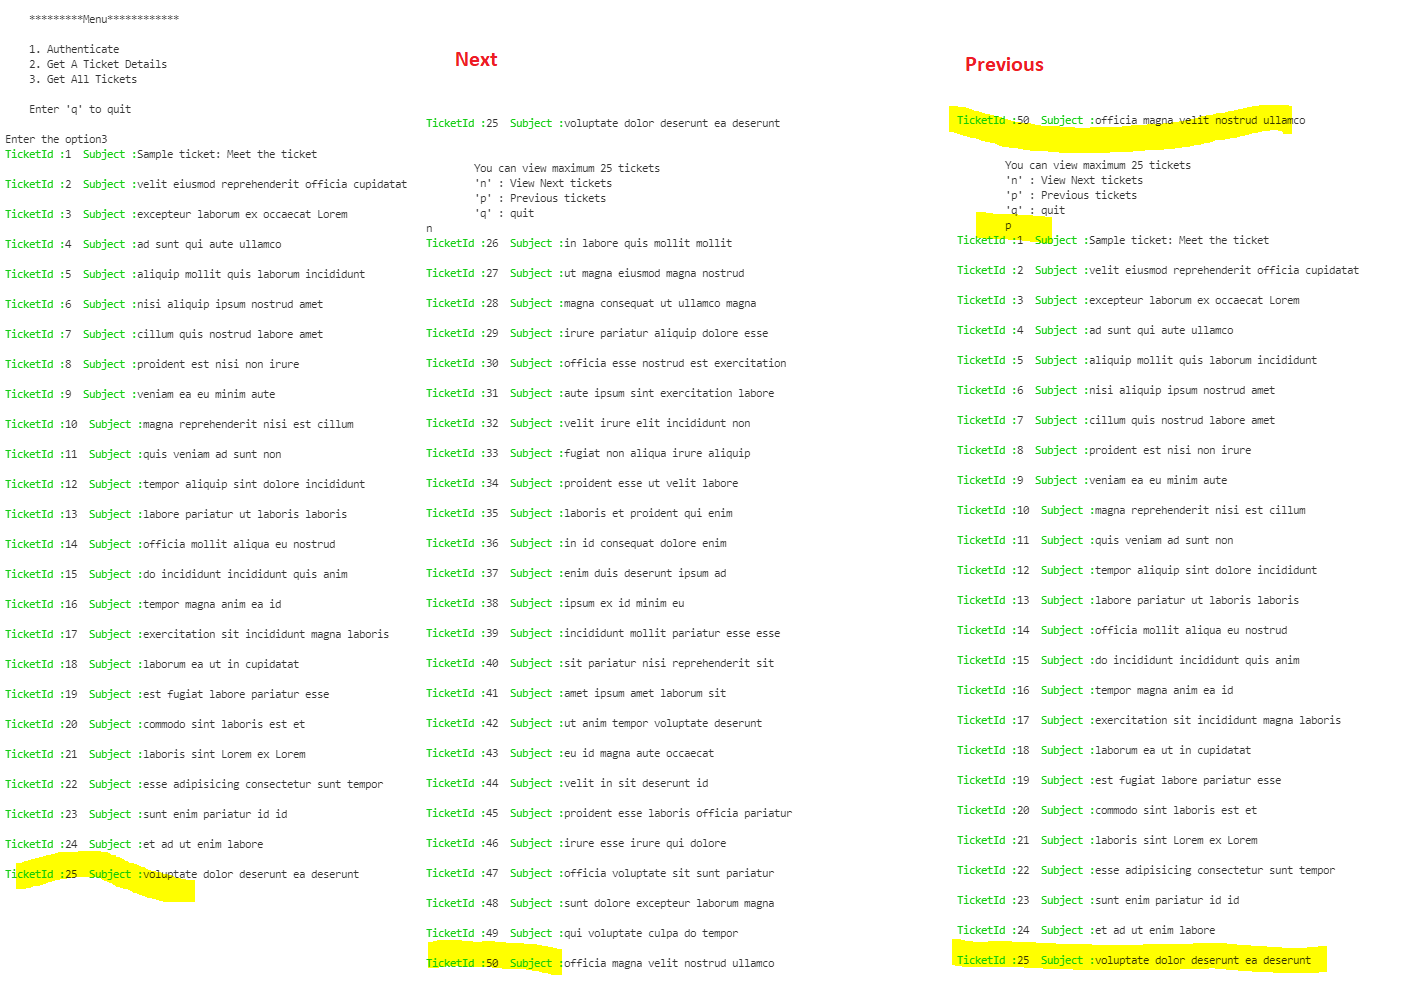 *********Menu************
1. Authenticate
2. Get A Ticket Details
3. Get All Tickets
Enter 'q' to quit
Enter the option3
TicketId :1  Subject :Sample ticket: Meet the ticket
TicketId :2  Subject :velit eiusmod reprehenderit officia cupidatat
TicketId :3  Subject :excepteur laborum ex occaecat Lorem
TicketId :4  Subject :ad sunt qui aute ullamco
TicketId :5  Subject :aliquip mollit quis laborum incididunt
TicketId :6  Subject :nisi aliquip ipsum nostrud amet
TicketId :7  Subject :cillum quis nostrud labore amet
TicketId :8  Subject :proident est nisi non irure
TicketId :9  Subject :veniam ea eu minim aute
TicketId :10  Subject :magna reprehenderit nisi est cillum
TicketId :11  Subject :quis veniam ad sunt non
TicketId :12  Subject :tempor aliquip sint dolore incididunt
TicketId :13  Subject :labore pariatur ut laboris laboris
TicketId :14  Subject :officia mollit aliqua eu nostrud
TicketId :15  Subject :do incididunt incididunt quis anim
TicketId :16  Subject :tempor magna anim ea id
TicketId :17  Subject :exercitation sit incididunt magna laboris
TicketId :18  Subject :laborum ea ut in cupidatat
TicketId :19  Subject :est fugiat labore pariatur esse
TicketId :20  Subject :commodo sint laboris est et
TicketId :21  Subject :laboris sint Lorem ex Lorem
TicketId :22  Subject :esse adipisicing consectetur sunt tempor
TicketId :23  Subject :sunt enim pariatur id id
TicketId :24  Subject :et ad ut enim labore
TicketId :25  Subject :voluptate dolor deserunt ea deserunt
Next
TicketId :25  Subject :voluptate dolor deserunt ea deserunt
You can view maximum 25 tickets
'n' : View Next tickets
'p' : Previous tickets
'q' : quit
n
TicketId :26  Subject :in labore quis mollit mollit
TicketId :27  Subject :ut magna eiusmod magna nostrud
TicketId :28  Subject :magna consequat ut ullamco magna
TicketId :29  Subject :irure pariatur aliquip dolore esse
TicketId :30  Subject :officia esse nostrud est exercitation
TicketId :31  Subject :aute ipsum sint exercitation labore
TicketId :32  Subject :velit irure elit incididunt non
TicketId :33  Subject :fugiat non aliqua irure aliquip
TicketId :34  Subject :proident esse ut velit labore
TicketId :35  Subject :laboris et proident qui enim
TicketId :36  Subject :in id consequat dolore enim
TicketId :37  Subject :enim duis deserunt ipsum ad
TicketId :38  Subject :ipsum ex id minim eu
TicketId :39  Subject :incididunt mollit pariatur esse esse
TicketId :40  Subject :sit pariatur nisi reprehenderit sit
TicketId :41  Subject :amet ipsum amet laborum sit
TicketId :42  Subject :ut anim tempor voluptate deserunt
TicketId :43  Subject :eu id magna aute occaecat
TicketId :44  Subject :velit in sit deserunt id
TicketId :45  Subject :proident esse laboris officia pariatur
TicketId :46  Subject :irure esse irure qui dolore
TicketId :47  Subject :officia voluptate sit sunt pariatur
TicketId :48  Subject :sunt dolore excepteur laborum magna
TicketId :49  Subject :qui voluptate culpa do tempor
TicketId :50  Subject :officia magna velit nostrud ullamco
Previous
TicketId :50  Subject :officia magna velit nostrud ullamco
You can view maximum 25 tickets
'n' : View Next tickets
'p' : Previous tickets
'q' : quit
p
TicketId :1  Subject :Sample ticket: Meet the ticket
TicketId :2  Subject :velit eiusmod reprehenderit officia cupidatat
TicketId :3  Subject :excepteur laborum ex occaecat Lorem
TicketId :4  Subject :ad sunt qui aute ullamco
TicketId :5  Subject :aliquip mollit quis laborum incididunt
TicketId :6  Subject :nisi aliquip ipsum nostrud amet
TicketId :7  Subject :cillum quis nostrud labore amet
TicketId :8  Subject :proident est nisi non irure
TicketId :9  Subject :veniam ea eu minim aute
TicketId :10  Subject :magna reprehenderit nisi est cillum
TicketId :11  Subject :quis veniam ad sunt non
TicketId :12  Subject :tempor aliquip sint dolore incididunt
TicketId :13  Subject :labore pariatur ut laboris laboris
TicketId :14  Subject :officia mollit aliqua eu nostrud
TicketId :15  Subject :do incididunt incididunt quis anim
TicketId :16  Subject :tempor magna anim ea id
TicketId :17  Subject :exercitation sit incididunt magna laboris
TicketId :18  Subject :laborum ea ut in cupidatat
TicketId :19  Subject :est fugiat labore pariatur esse
TicketId :20  Subject :commodo sint laboris est et
TicketId :21  Subject :laboris sint Lorem ex Lorem
TicketId :22  Subject :esse adipisicing consectetur sunt tempor
TicketId :23  Subject :sunt enim pariatur id id
TicketId :24  Subject :et ad ut enim labore
TicketId :25  Subject :voluptate dolor deserunt ea deserunt